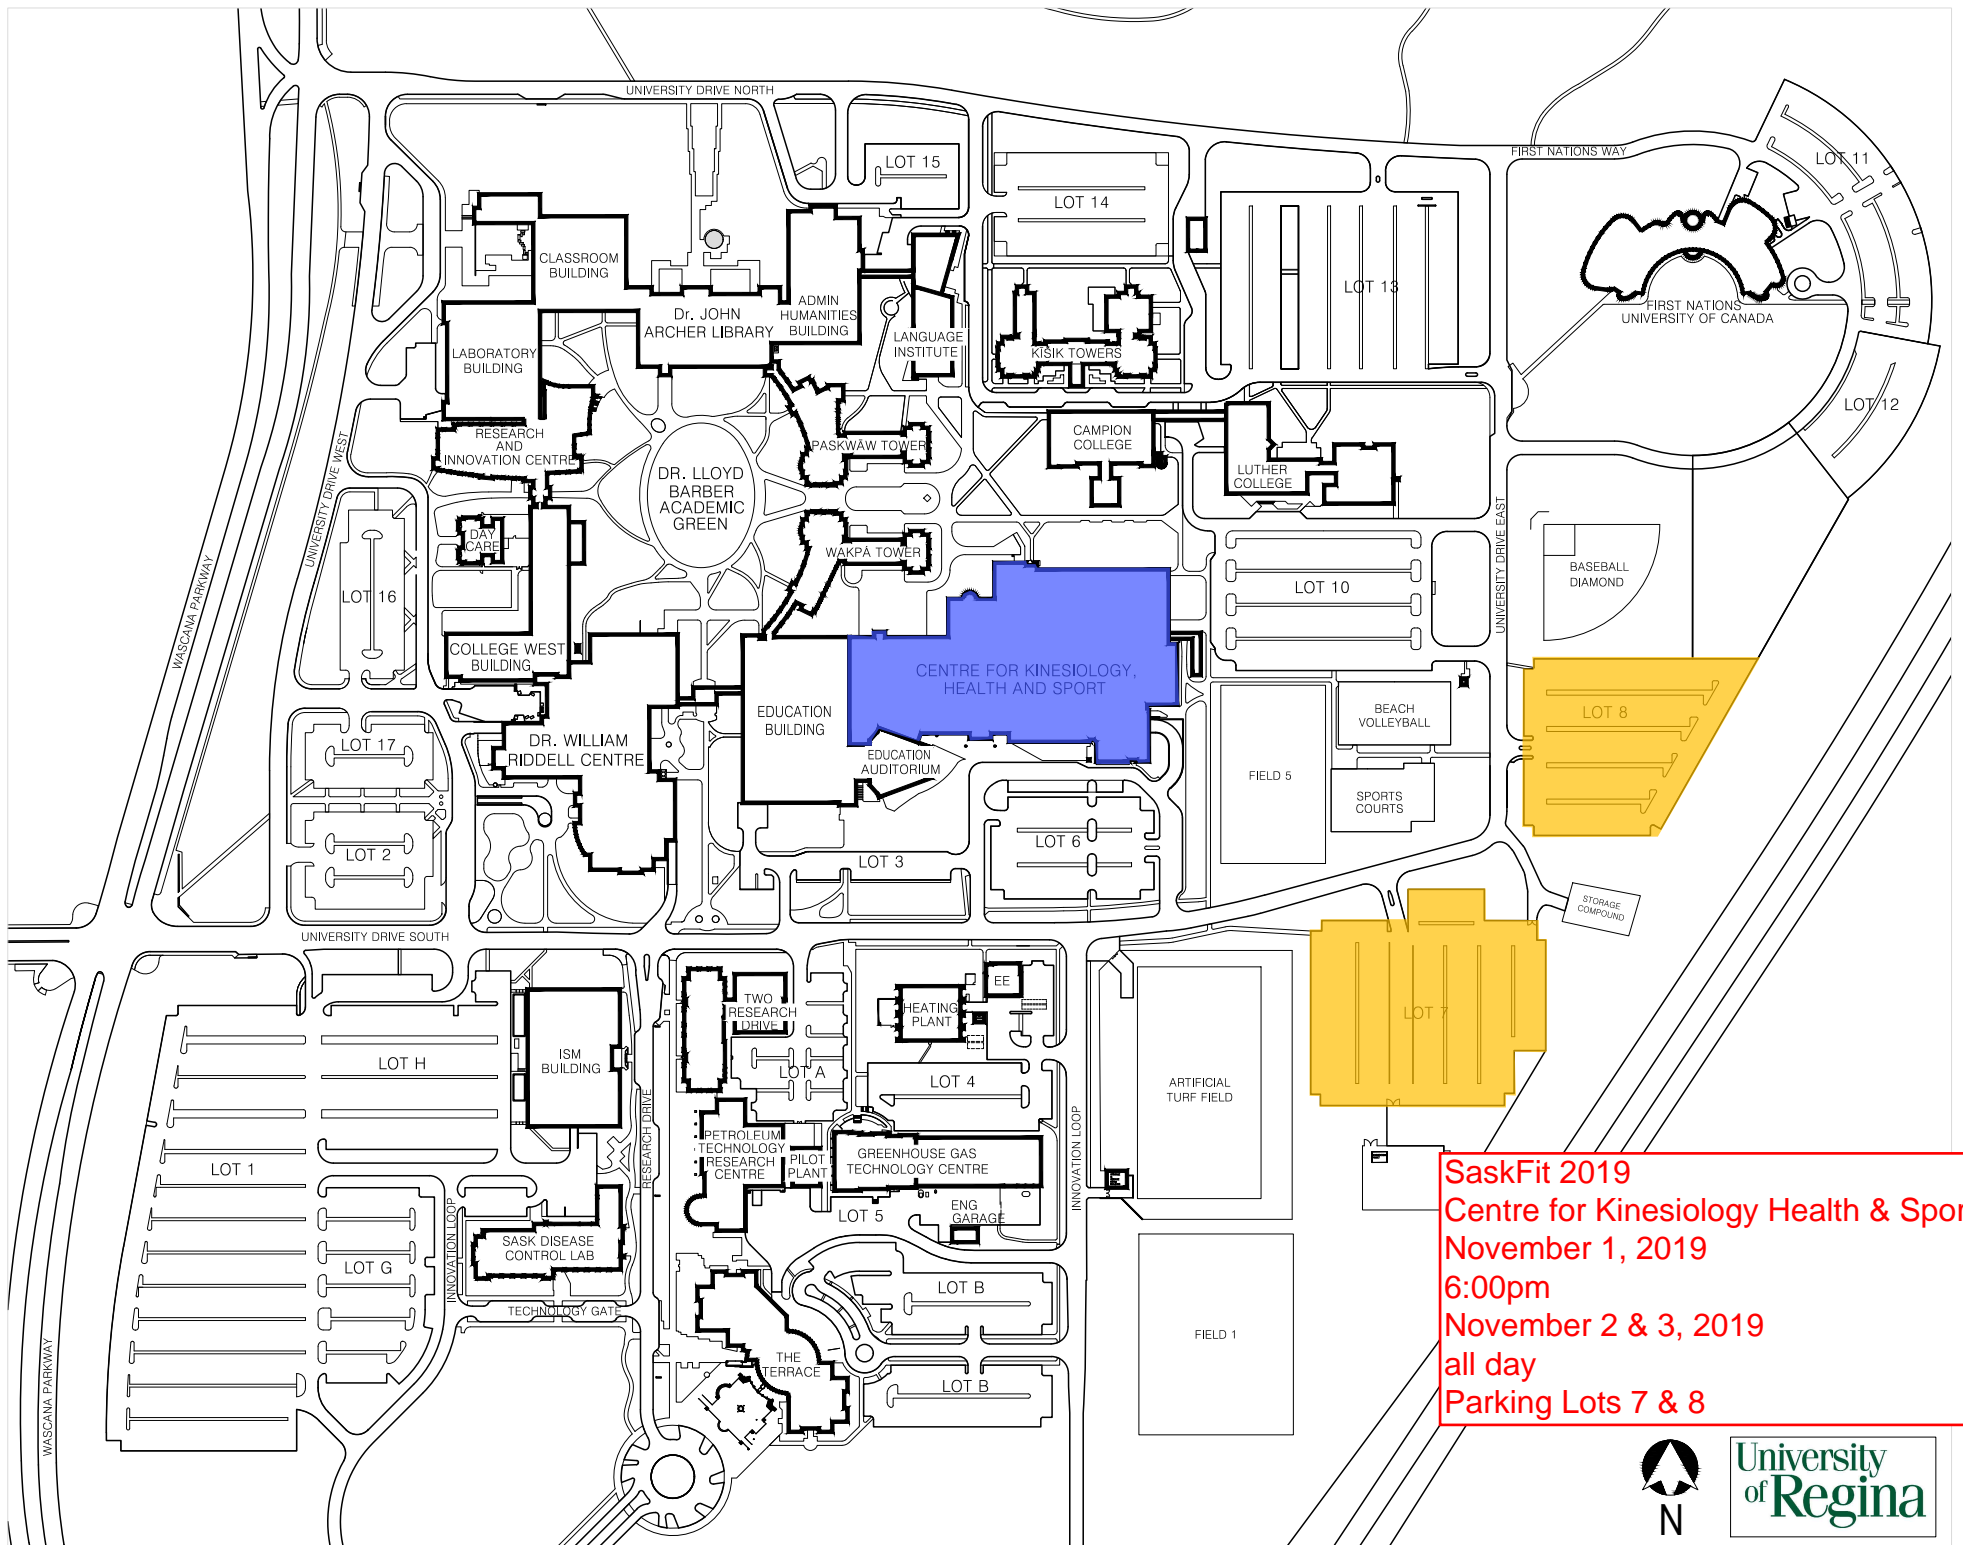 UNIVERSITY DRIVE NORTH
FIRST NATIONS WAY
LOT 15
LOT 11
LOT 14
CLASSROOM
BUILDING
LOT 13
ADMIN
HUMANITIES
BUILDING
Dr. JOHN
ARCHER LIBRARY
FIRST NATIONS
UNIVERSITY OF CANADA
LANGUAGE
INSTITUTE
KĪSIK TOWERS
LABORATORY
BUILDING
LOT 12
RESEARCH
AND
INNOVATION CENTRE
PASKWĀW TOWER
CAMPION
COLLEGE
LUTHER
COLLEGE
DR. LLOYD
BARBER
ACADEMIC
GREEN
UNIVERSITY DRIVE WEST
UNIVERSITY DRIVE EAST
DAY
CARE
WAKPĀ TOWER
BASEBALL
DIAMOND
WASCANA PARKWAY
LOT 16
LOT 10
COLLEGE WEST
BUILDING
CENTRE FOR KINESIOLOGY,
HEALTH AND SPORT
EDUCATION
BUILDING
BEACH
VOLLEYBALL
LOT 8
LOT 17
DR. WILLIAM
RIDDELL CENTRE
EDUCATION
AUDITORIUM
FIELD 5
SPORTS
COURTS
LOT 2
LOT 3
LOT 6
STORAGE
COMPOUND
UNIVERSITY DRIVE SOUTH
TWO
RESEARCH
DRIVE
HEATING
PLANT
EE
LOT 7
ISM
BUILDING
LOT H
LOT A
LOT 4
ARTIFICIAL
TURF FIELD
RESEARCH DRIVE
INNOVATION LOOP
PETROLEUM
TECHNOLOGY
RESEARCH
CENTRE
PILOT
PLANT
GREENHOUSE GAS
TECHNOLOGY CENTRE
LOT 1
LOT 5
ENG
GARAGE
INNOVATION LOOP
SASK DISEASE
CONTROL LAB
LOT G
TECHNOLOGY GATE
LOT B
FIELD 1
THE
TERRACE
LOT B
WASCANA PARKWAY
SaskFit 2019
Centre for Kinesiology Health & Spor
November 1, 2019
6:00pm
November 2 & 3, 2019
all day
Parking Lots 7 & 8
N
University
of Regina